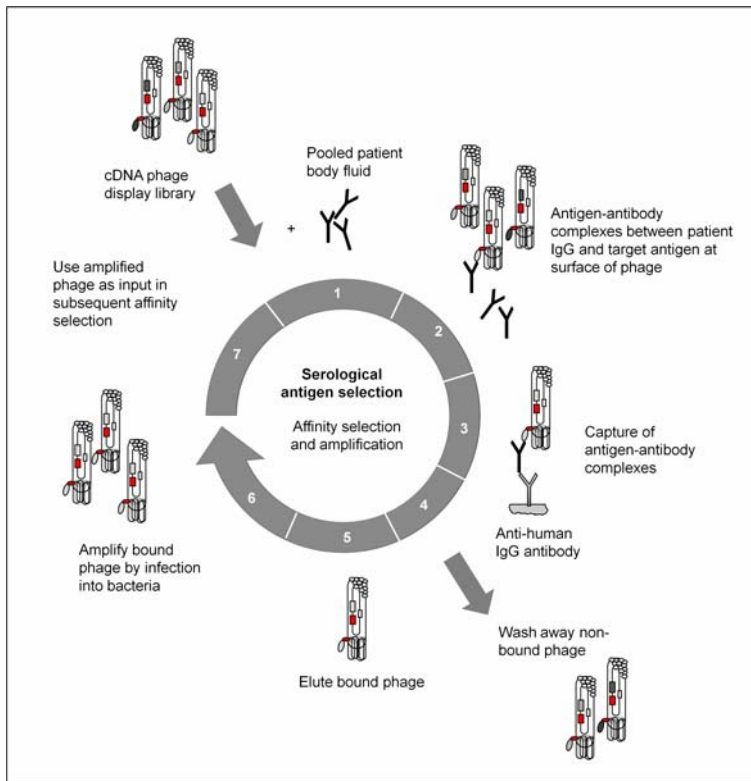 cDNA phage
display library
Pooled patient
body fluid
+
Antigen-antibody
complexes between patient
IgG and target antigen at
surface of phage
Use amplified
phage as input in
subsequent affinity
selection
1
2
3
4
5
6
7
Serological
antigen selection
Affinity selection
and amplification
Capture of
antigen-antibody
complexes
Anti-human
IgG antibody
Wash away non-
bound phage
Elute bound phage
Amplify bound
phage by infection
into bacteria